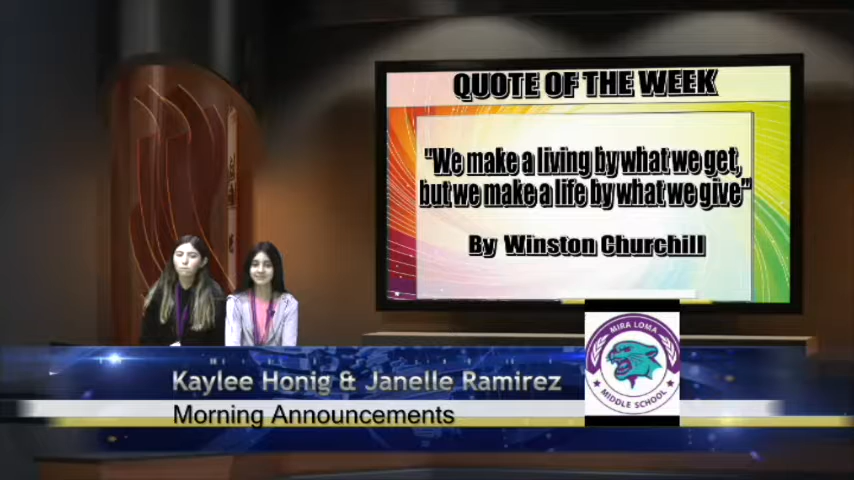 QUOTE OF THE WEEK
"We make a living by what we get,
but we make a life by what we give"
By Winston Churchill
Kaylee Honig & Janelle Ramirez
Morning Announcements
MIRA LOMA
MIDDLE SCHOOL